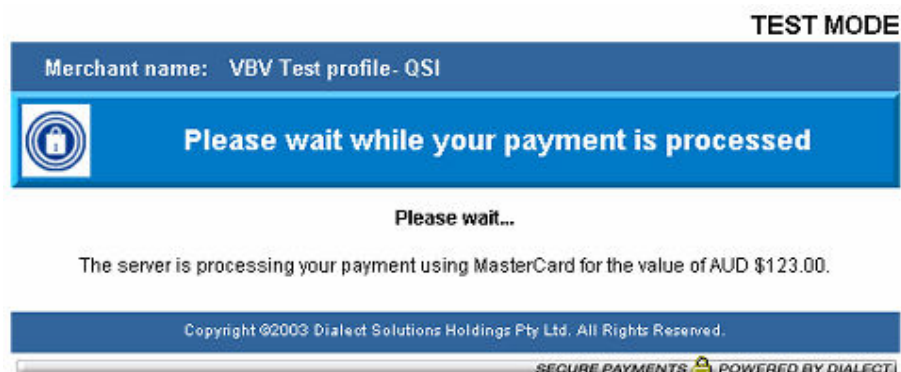 TEST MODE
Merchant name: VBV Test profile- QSI
Please wait while your payment is processed
Please wait...
The server is processing your payment using MasterCard for the value of AUD $123.00.
Copyright ©2003 Dialect Solutions Holdings Pty Ltd. All Rights Reserved.
SECURE PAYMENTS POWERED BY DIALECT